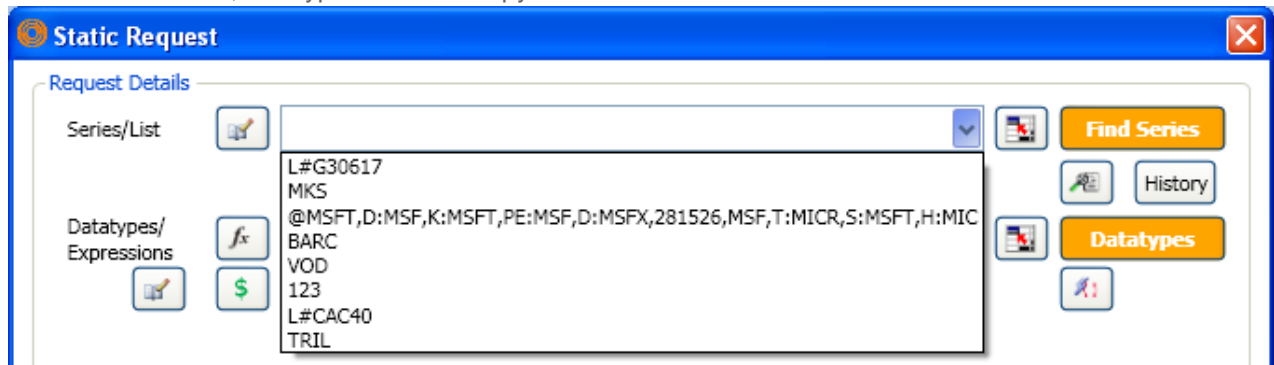 Static Request
Request Details
Series/List
Find Series
L#G30617
MKS
@MSFT,D:MSF,K:MSFT,PE:MSF,D:MSFX,281526,MSF,T:MICR,S:MSFT,H:MIC
BARC
VOD
123
L#CAC40
TRIL
History
Datatypes/
Expressions
fx
$
Datatypes